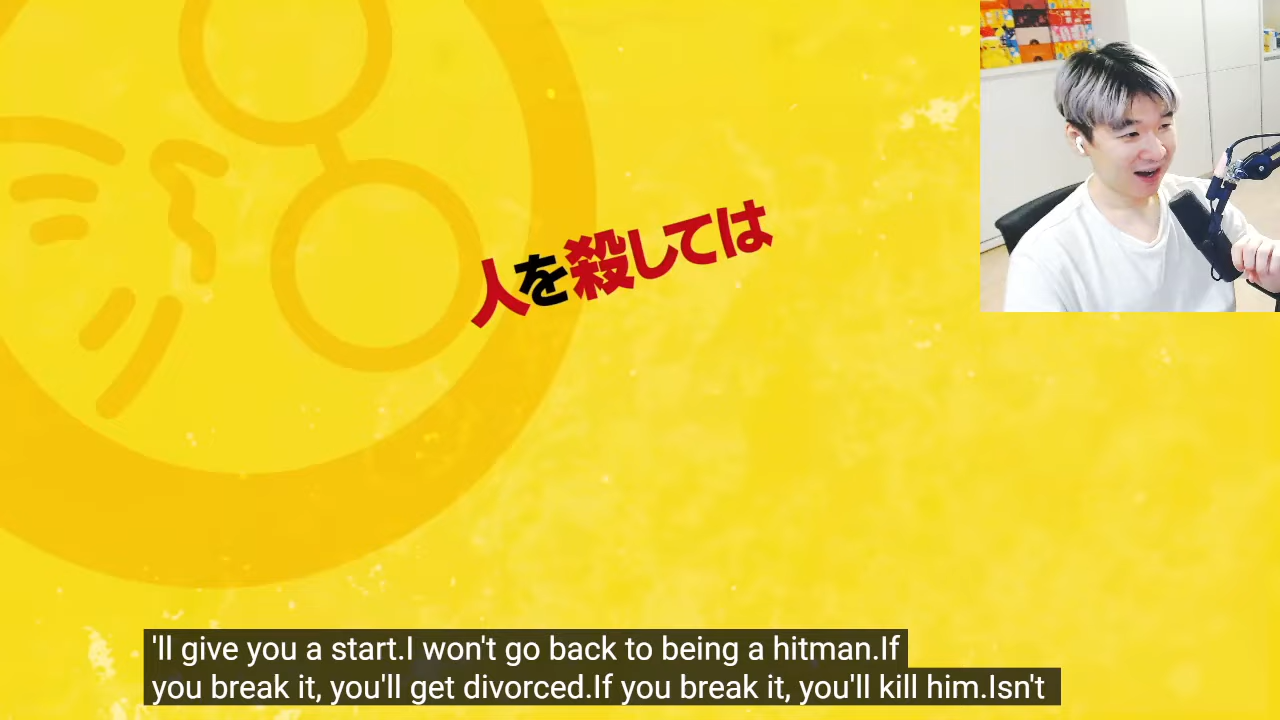 人を殺しては
'll give you a start.I won't go back to being a hitman.If
you break it, you'll get divorced.If you break it, you'll kill him.Isn't